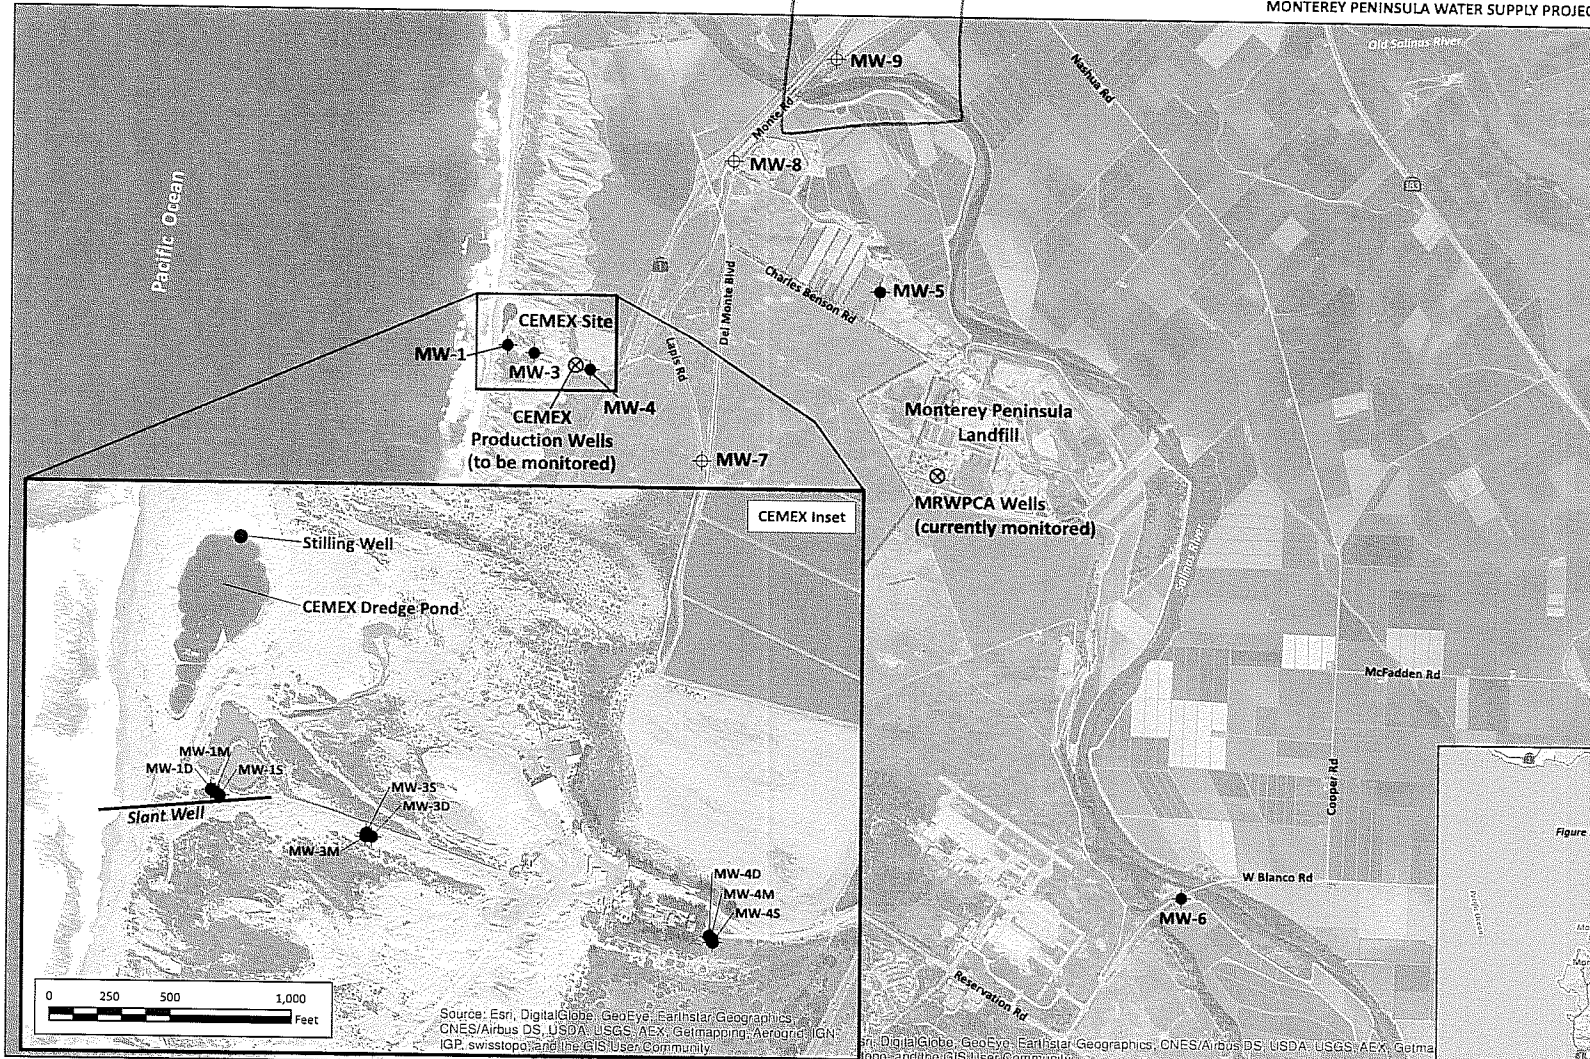 MONTEREY PENINSULA WATER SUPPLY PROJEC
Old Salinas River
MW-9
Nashua Rd
Monte Rd
MW-8
183
Pacific Ocean
1
Del Monte Blvd
Charles Benson Rd
MW-5
CEMEX Site
MW-1
MW-3
Lapis Rd
MW-4
CEMEX
Production Wells
(to be monitored)
Monterey Peninsula
Landfill
MW-7
MRWPCA Wells
(currently monitored)
CEMEX Inset
Stilling Well
Salinas River
CEMEX Dredge Pond
McFadden Rd
MW-1M
MW-1D
MW-1S
Slant Well
MW-3S
MW-3D
MW-3M
Cooper Rd
Figure
W Blanco Rd
MW-4D
MW-4M
MW-4S
MW-6
Reservation Rd
0 250 500 1,000
Feet
Source: Esri, DigitalGlobe, GeoEye, Earthstar Geographics,
CNES/Airbus DS, USDA, USGS, AEX, Getmapping, Aerogrid, IGN,
IGP, swisstopo, and the GIS User Community
sri, DigitalGlobe, GeoEye, Earthstar Geographics, CNES/Airbus DS, USDA, USGS, AEX, Getma
topo, and the GIS User Community